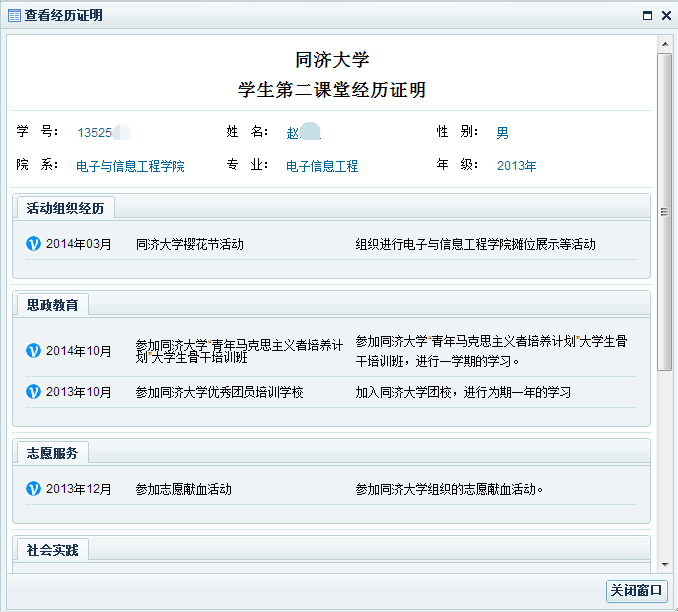 查看经历证明
同济大学
学生第二课堂经历证明
学 号： 13525 姓 名： 赵 性 别： 男
院 系： 电子与信息工程学院 专 业： 电子信息工程 年 级： 2013年
活动组织经历
2014年03月 同济大学樱花节活动 组织进行电子与信息工程学院摊位展示等活动
思政教育
2014年10月 参加同济大学“青年马克思主义者培养计 参加同济大学“青年马克思主义者培养计划”大学生骨
划”大学生骨干培训班 干培训班，进行一学期的学习。
2013年10月 参加同济大学优秀团员培训学校 加入同济大学团校，进行为期一年的学习
志愿服务
2013年12月 参加志愿献血活动 参加同济大学组织的志愿献血活动。
社会实践
关闭窗口